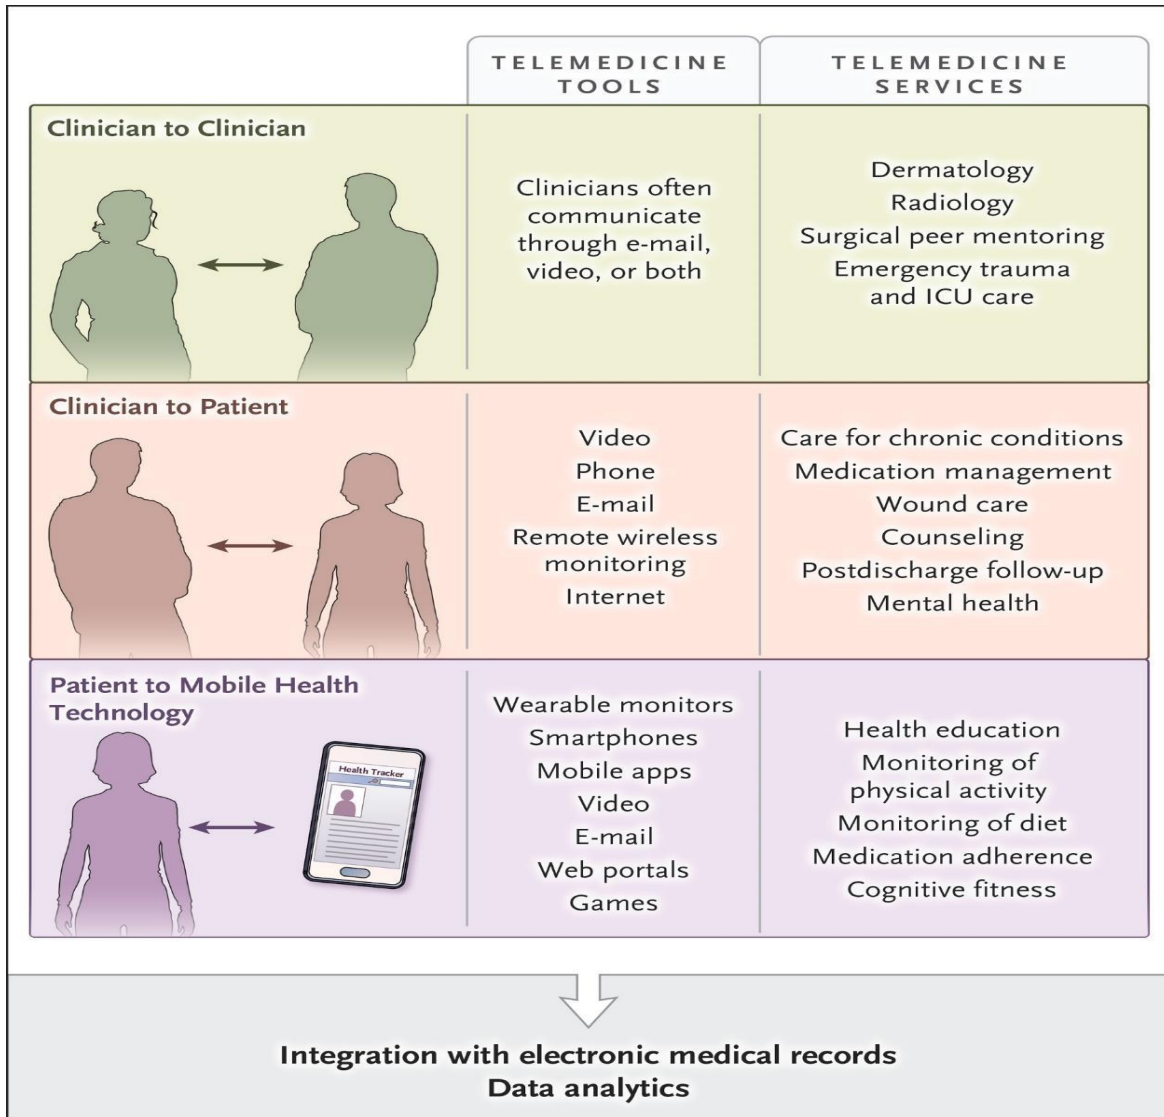 TELEMEDICINE
TOOLS
TELEMEDICINE
SERVICES
Clinician to Clinician
Clinicians often
communicate
through e-mail,
video, or both
Dermatology
Radiology
Surgical peer mentoring
Emergency trauma
and ICU care
Clinician to Patient
Video
Phone
E-mail
Remote wireless
monitoring
Internet
Care for chronic conditions
Medication management
Wound care
Counseling
Postdischarge follow-up
Mental health
Patient to Mobile Health
Technology
Health Tracker
Wearable monitors
Smartphones
Mobile apps
Video
E-mail
Web portals
Games
Health education
Monitoring of
physical activity
Monitoring of diet
Medication adherence
Cognitive fitness
Integration with electronic medical records
Data analytics